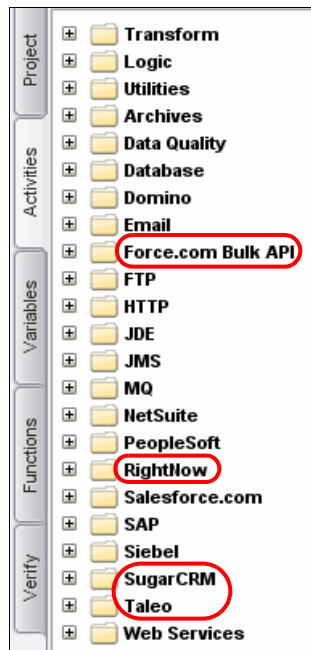 Project
Activities
Variables
Functions
Verify
Transform
Logic
Utilities
Archives
Data Quality
Database
Domino
Email
Force.com Bulk API
FTP
HTTP
JDE
JMS
MQ
NetSuite
PeopleSoft
RightNow
Salesforce.com
SAP
Siebel
SugarCRM
Taleo
Web Services